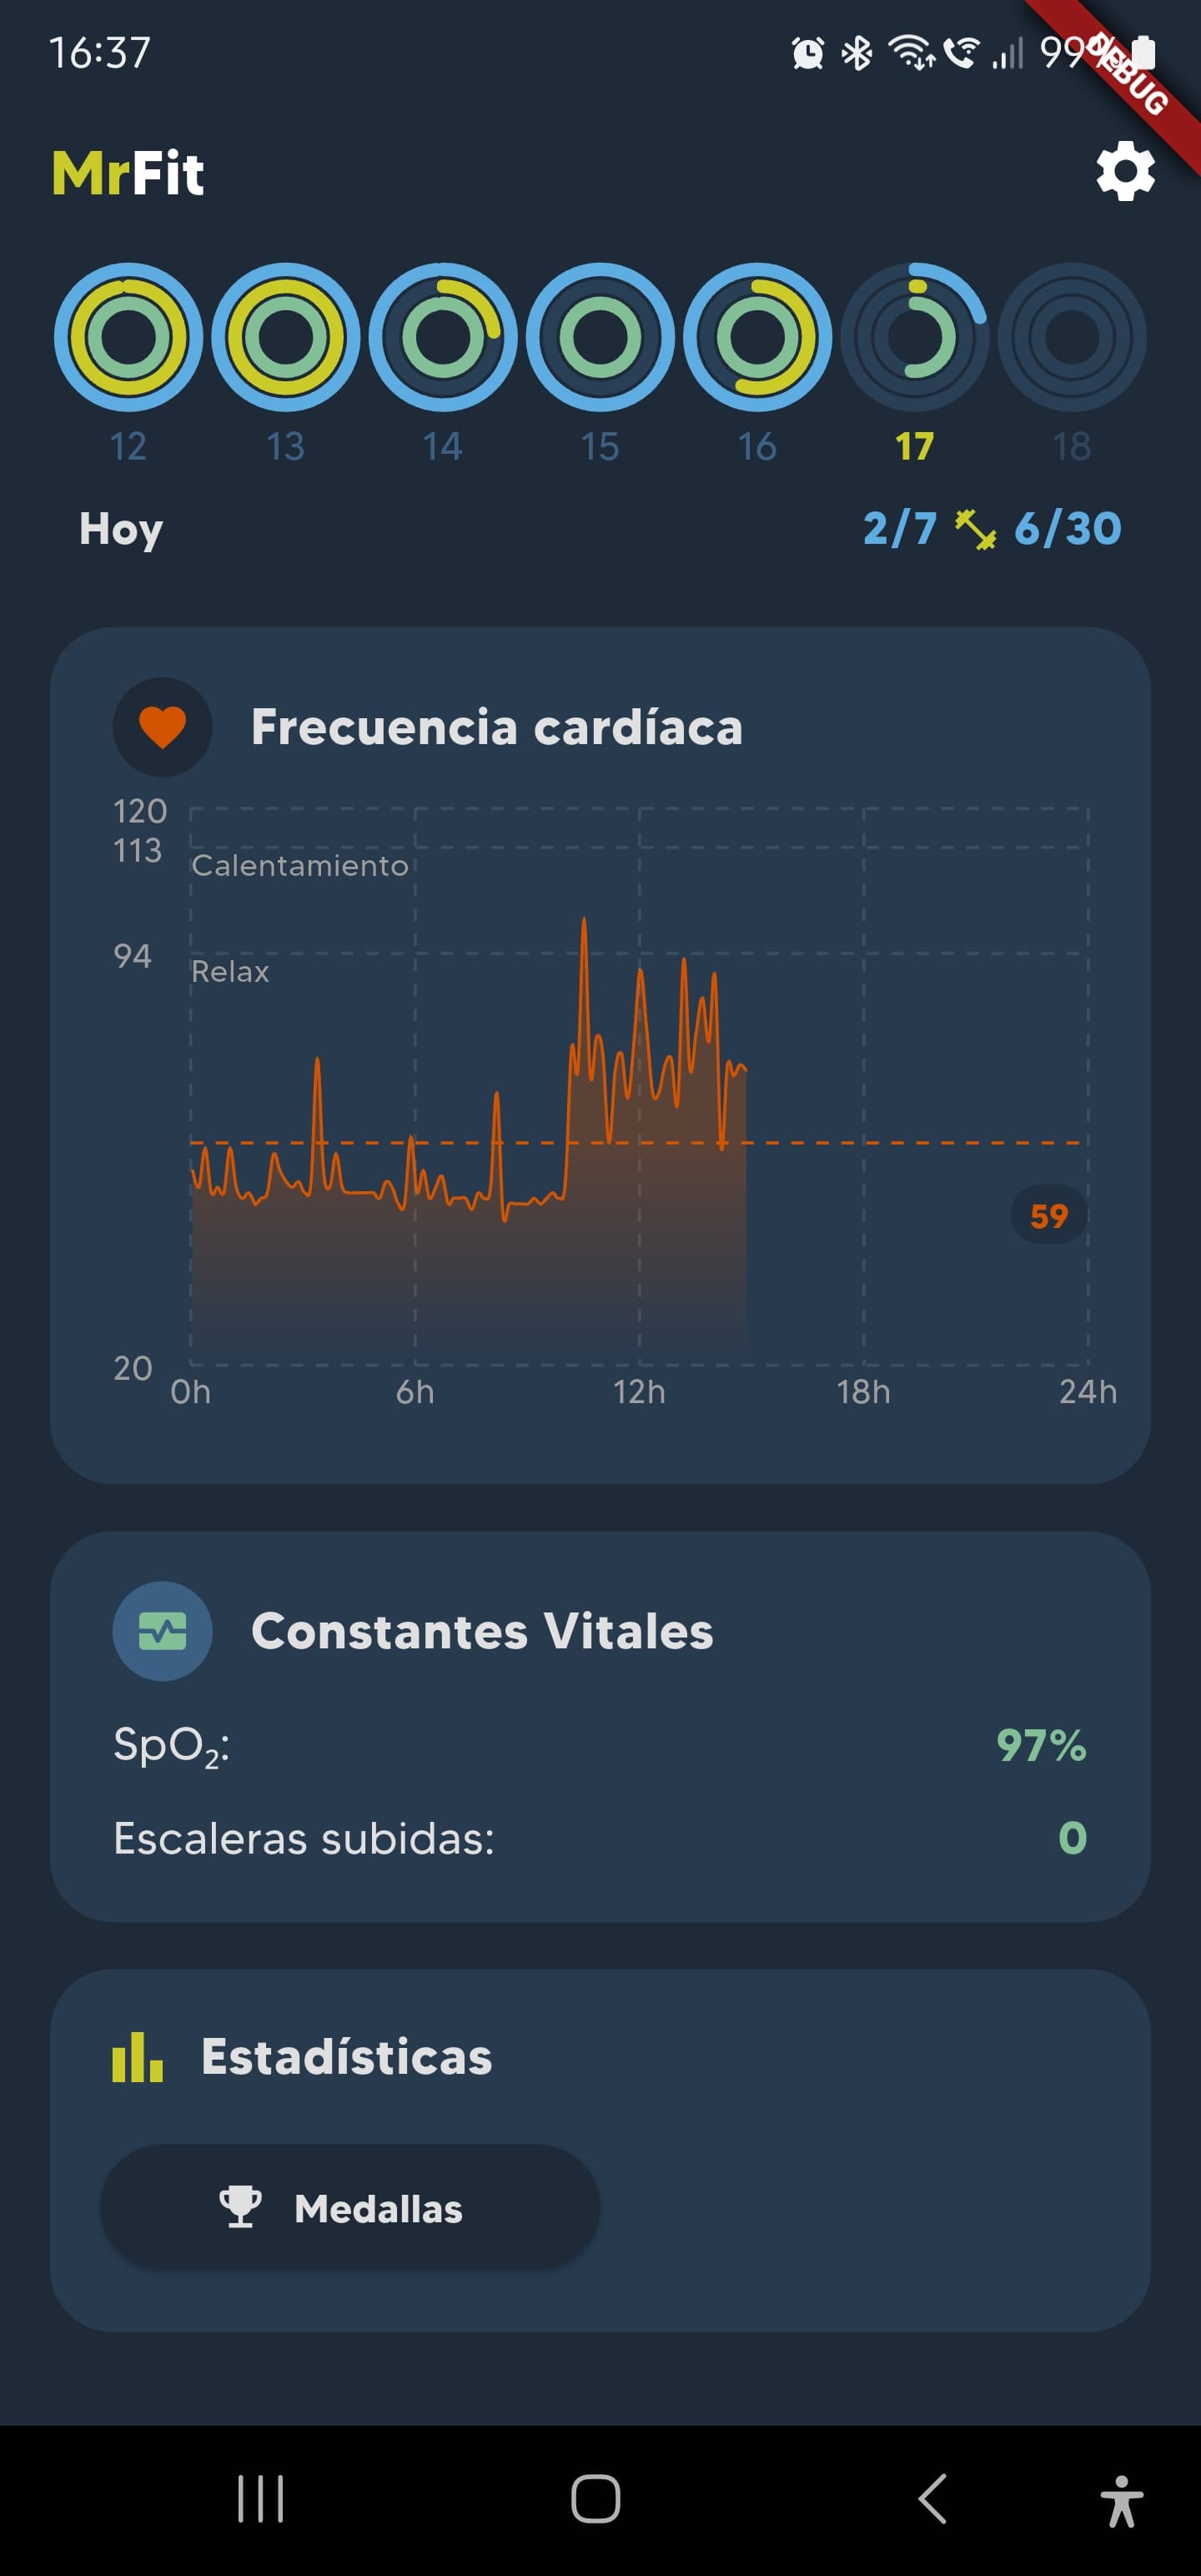 16:37
99%
DEBUG
MrFit
12 13 14 15 16 17 18
Hoy
2/7 6/30
Frecuencia cardíaca
120
113
Calentamiento
94
Relax
59
20
0h 6h 12h 18h 24h
Constantes Vitales
SpO₂: 97%
Escaleras subidas: 0
Estadísticas
Medallas